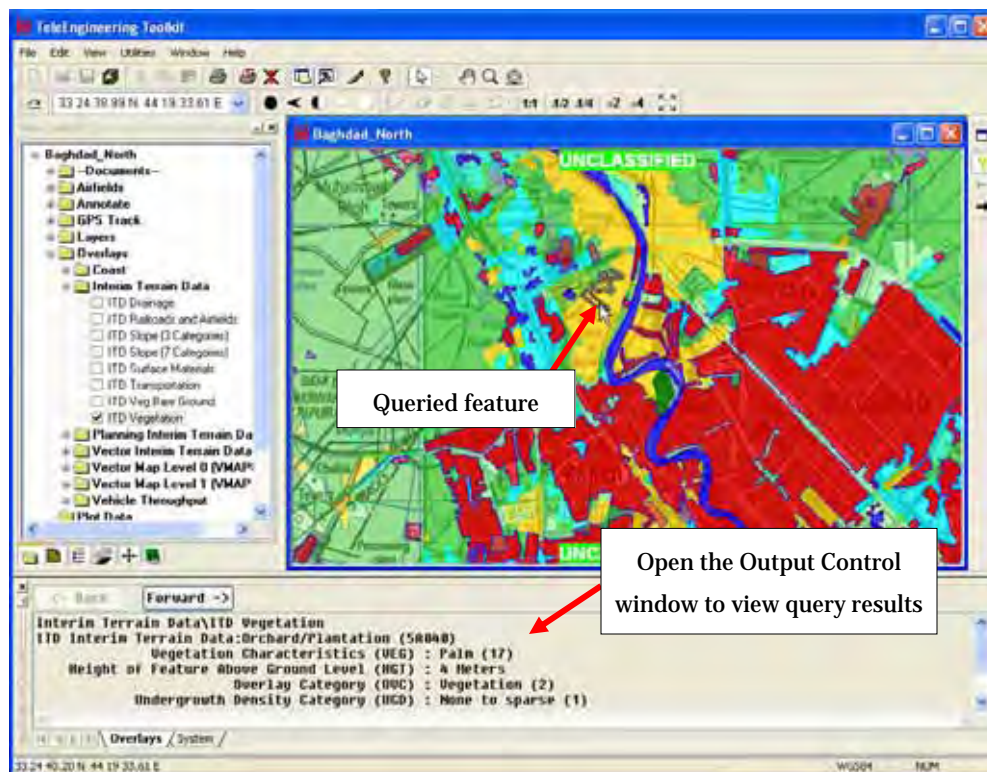 TeleEngineering Toolkit
File Edit View Utilities Window Help
33 24 39.99 N 44 19 33.61 E
1:1 1/2 1/4 x2 x4
Baghdad_North
--Documents--
Airfields
Annotate
GPS Track
Layers
Overlays
Coast
Interim Terrain Data
ITD Drainage
ITD Railroads and Airfields
ITD Slope (3 Categories)
ITD Slope (7 Categories)
ITD Surface Materials
ITD Transportation
ITD Veg Bare Ground
ITD Vegetation
Planning Interim Terrain Da
Vector Interim Terrain Data
Vector Map Level 0 (VMAP
Vector Map Level 1 (VMAP
Vehicle Throughput
Plot Data
Baghdad_North
UNCLASSIFIED
Queried feature
Open the Output Control
window to view query results
<- Back Forward ->
Interim Terrain Data\ITD Vegetation
ITD Interim Terrain Data:Orchard/Plantation (5R040)
Vegetation Characteristics (VEG) : Palm (17)
Height of Feature Above Ground Level (HGT) : 4 Meters
Overlay Category (OVC) : Vegetation (2)
Undergrowth Density Category (UGD) : None to sparse (1)
Overlays System
33 24 40.20 N 44 19 33.61 E
WGS84 NUM